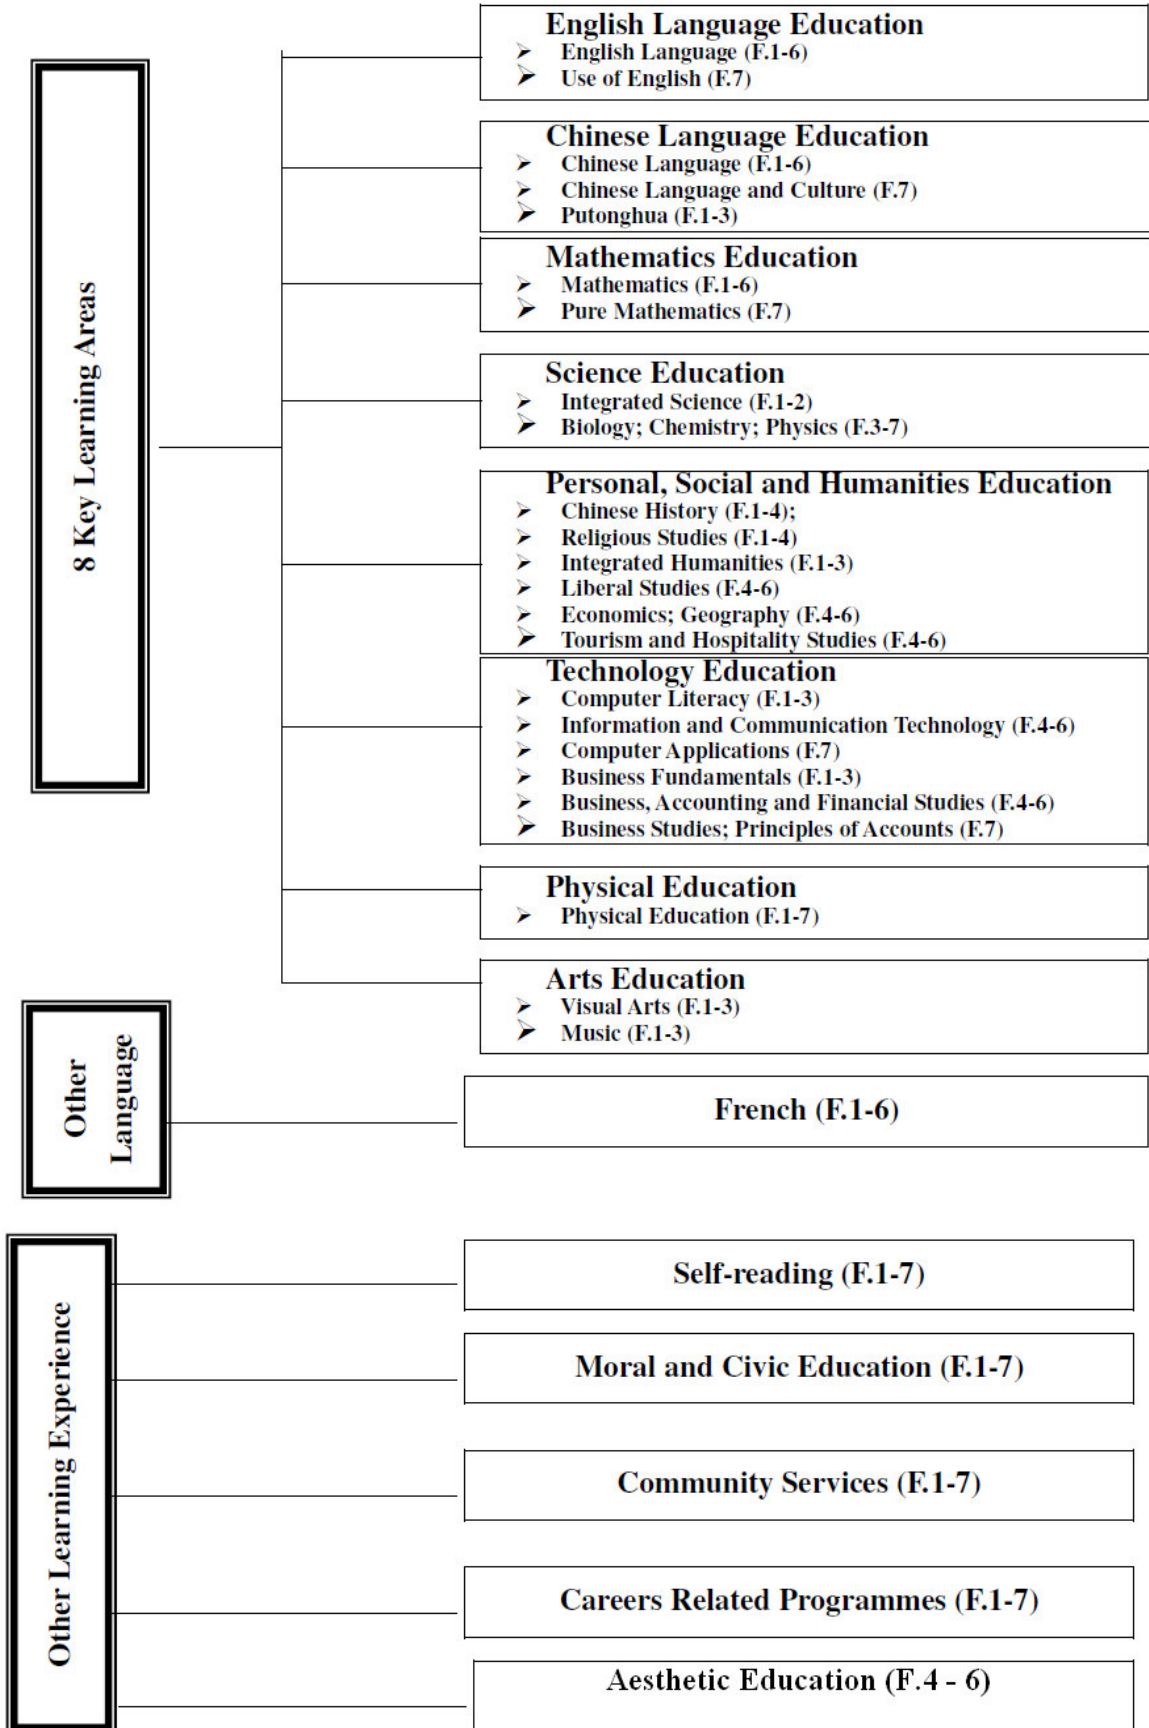 8 Key Learning Areas
English Language Education
➢ English Language (F.1-6)
➢ Use of English (F.7)
Chinese Language Education
➢ Chinese Language (F.1-6)
➢ Chinese Language and Culture (F.7)
➢ Putonghua (F.1-3)
Mathematics Education
➢ Mathematics (F.1-6)
➢ Pure Mathematics (F.7)
Science Education
➢ Integrated Science (F.1-2)
➢ Biology; Chemistry; Physics (F.3-7)
Personal, Social and Humanities Education
➢ Chinese History (F.1-4);
➢ Religious Studies (F.1-4)
➢ Integrated Humanities (F.1-3)
➢ Liberal Studies (F.4-6)
➢ Economics; Geography (F.4-6)
➢ Tourism and Hospitality Studies (F.4-6)
Technology Education
➢ Computer Literacy (F.1-3)
➢ Information and Communication Technology (F.4-6)
➢ Computer Applications (F.7)
➢ Business Fundamentals (F.1-3)
➢ Business, Accounting and Financial Studies (F.4-6)
➢ Business Studies; Principles of Accounts (F.7)
Physical Education
➢ Physical Education (F.1-7)
Arts Education
➢ Visual Arts (F.1-3)
➢ Music (F.1-3)
Other
Language
French (F.1-6)
Other Learning Experience
Self-reading (F.1-7)
Moral and Civic Education (F.1-7)
Community Services (F.1-7)
Careers Related Programmes (F.1-7)
Aesthetic Education (F.4 - 6)